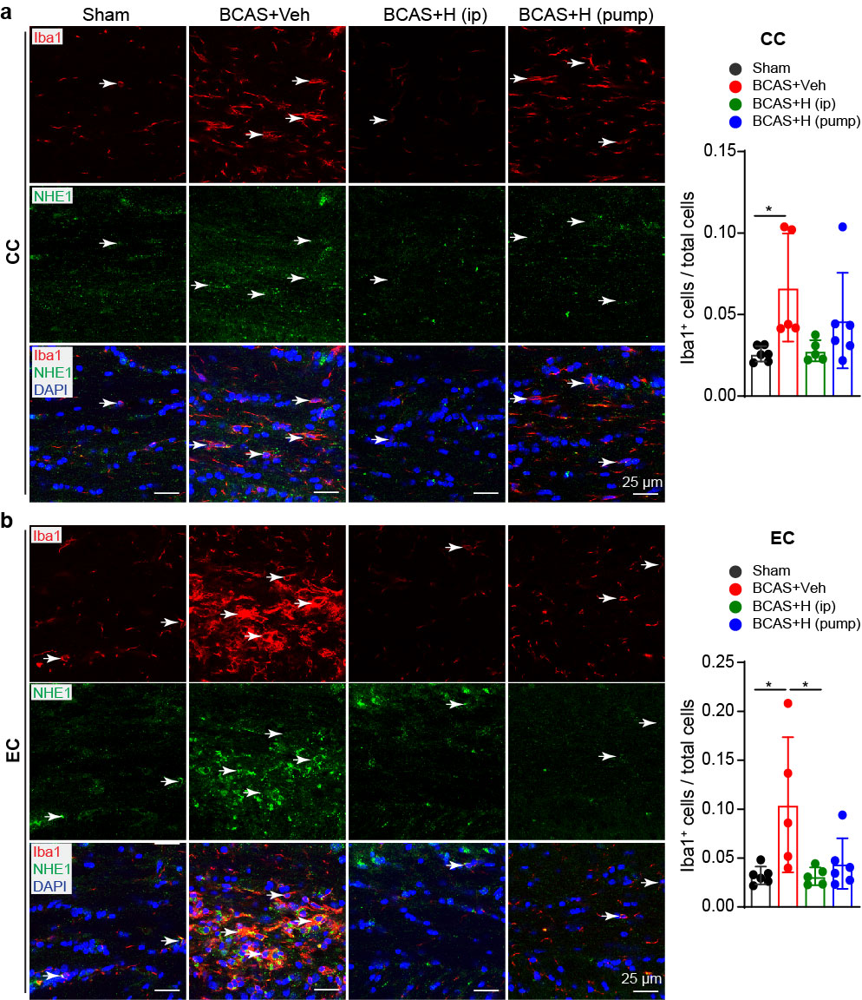 a
Sham
BCAS+Veh
BCAS+H (ip)
BCAS+H (pump)
CC
Iba1
NHE1
Iba1
NHE1
DAPI
25 µm
CC
Sham
BCAS+Veh
BCAS+H (ip)
BCAS+H (pump)
Iba1⁺ cells / total cells
0.15
0.10
0.05
0.00
*
b
EC
Iba1
NHE1
Iba1
NHE1
DAPI
25 µm
EC
Sham
BCAS+Veh
BCAS+H (ip)
BCAS+H (pump)
Iba1⁺ cells / total cells
0.25
0.20
0.15
0.10
0.05
0.00
*
*